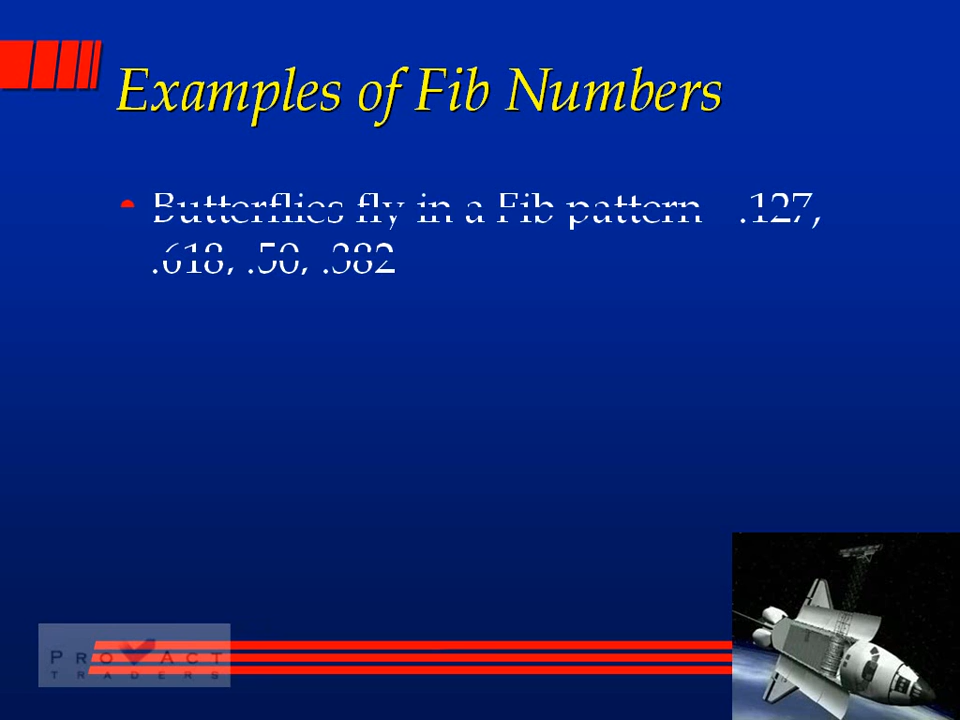 Examples of Fib Numbers
• Butterflies fly in a Fib pattern .127,
.618, .50, .382
PRO ACT
TRADERS